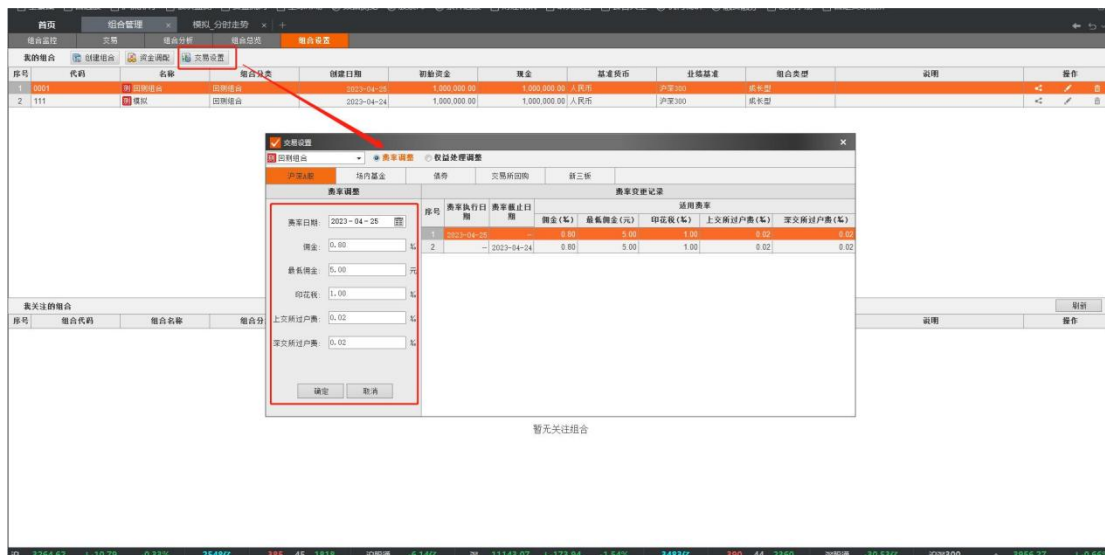 首页 组合管理 × 模拟_分时走势 × +
组合监控 交易 组合分析 组合总览 组合设置
我的组合 创建组合 资金调配 交易设置
序号 代码 名称 组合分类 创建日期 初始资金 现金 基准货币 业绩基准 组合类型 说明 操作
1 0001 回测组合 回测组合 2023-04-25 1,000,000.00 1,000,000.00 人民币 沪深300 成长型
2 111 模拟 回测组合 2023-04-24 1,000,000.00 1,000,000.00 人民币 沪深300 成长型
交易设置 ×
回测组合 费率调整 权益处理调整
沪深A股 场内基金 债券 交易所回购 新三板
费率调整 费率变更记录
序号 费率执行日期 费率截止日期 适用费率
佣金(‰) 最低佣金(元) 印花税(‰) 上交所过户费(‰) 深交所过户费(‰)
1 2023-04-25 -- 0.80 5.00 1.00 0.02 0.02
2 -- 2023-04-24 0.80 5.00 1.00 0.02 0.02
费率日期: 2023-04-25
佣金: 0.80 ‰
最低佣金: 5.00 元
印花税: 1.00 ‰
上交所过户费: 0.02 ‰
深交所过户费: 0.02 ‰
确定 取消
我关注的组合 刷新
序号 组合代码 组合名称 组合分 说明 操作
暂无关注组合